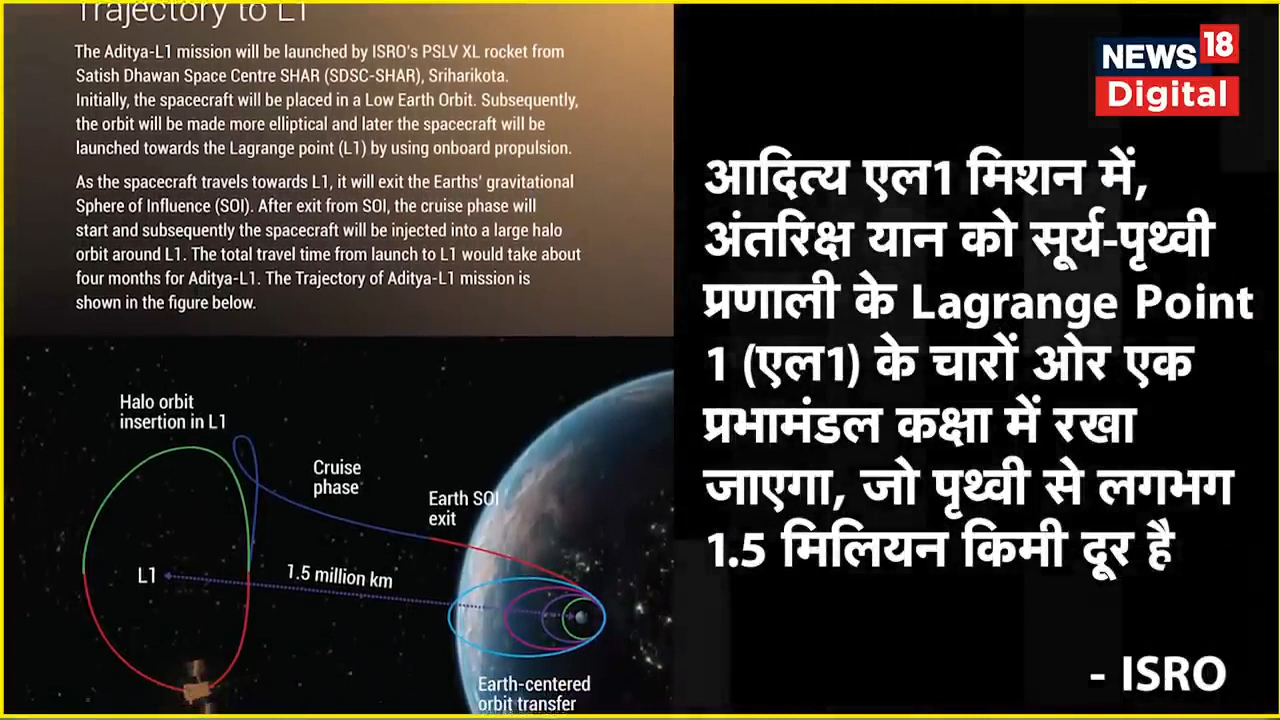 Trajectory to L1
The Aditya-L1 mission will be launched by ISRO's PSLV XL rocket from
Satish Dhawan Space Centre SHAR (SDSC-SHAR), Sriharikota.
Initially, the spacecraft will be placed in a Low Earth Orbit. Subsequently,
the orbit will be made more elliptical and later the spacecraft will be
launched towards the Lagrange point (L1) by using onboard propulsion.
As the spacecraft travels towards L1, it will exit the Earths' gravitational
Sphere of Influence (SOI). After exit from SOI, the cruise phase will
start and subsequently the spacecraft will be injected into a large halo
orbit around L1. The total travel time from launch to L1 would take about
four months for Aditya-L1. The Trajectory of Aditya-L1 mission is
shown in the figure below.
Halo orbit
insertion in L1
Cruise
phase
Earth SOI
exit
L1
1.5 million km
Earth-centered
orbit transfer
NEWS 18
Digital
आदित्य एल1 मिशन में,
अंतरिक्ष यान को सूर्य-पृथ्वी
प्रणाली के Lagrange Point
1 (एल1) के चारों ओर एक
प्रभामंडल कक्षा में रखा
जाएगा, जो पृथ्वी से लगभग
1.5 मिलियन किमी दूर है
- ISRO